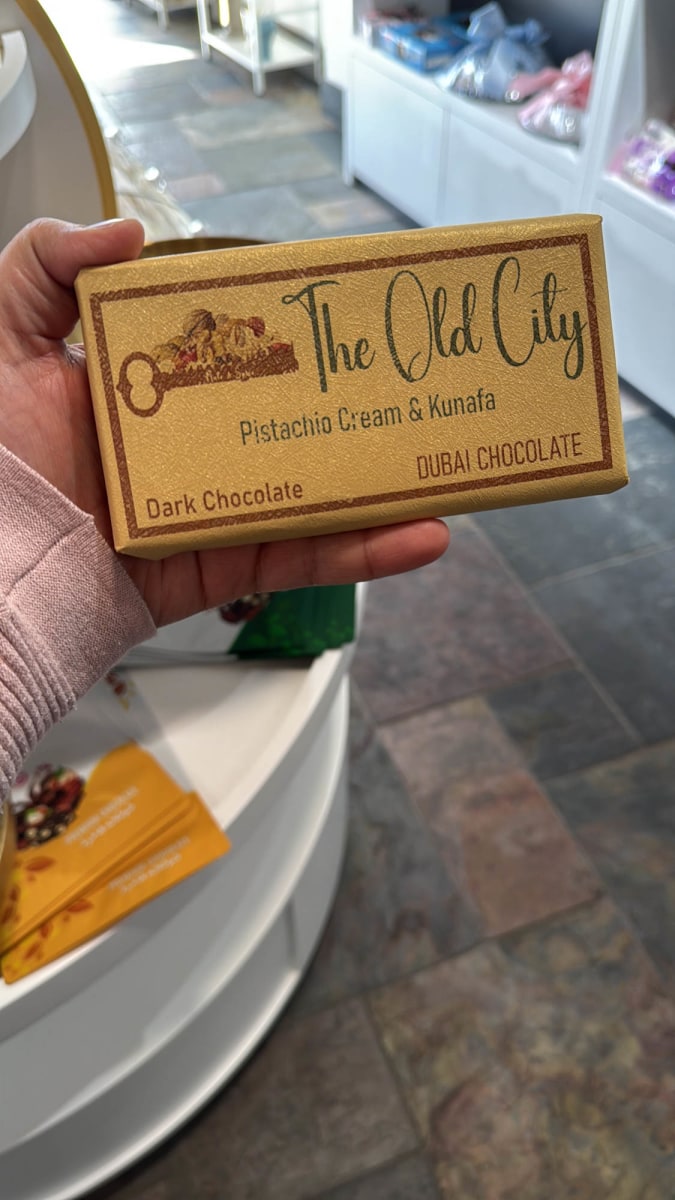 The Old City
Pistachio Cream & Kunafa
DUBAI CHOCOLATE
Dark Chocolate